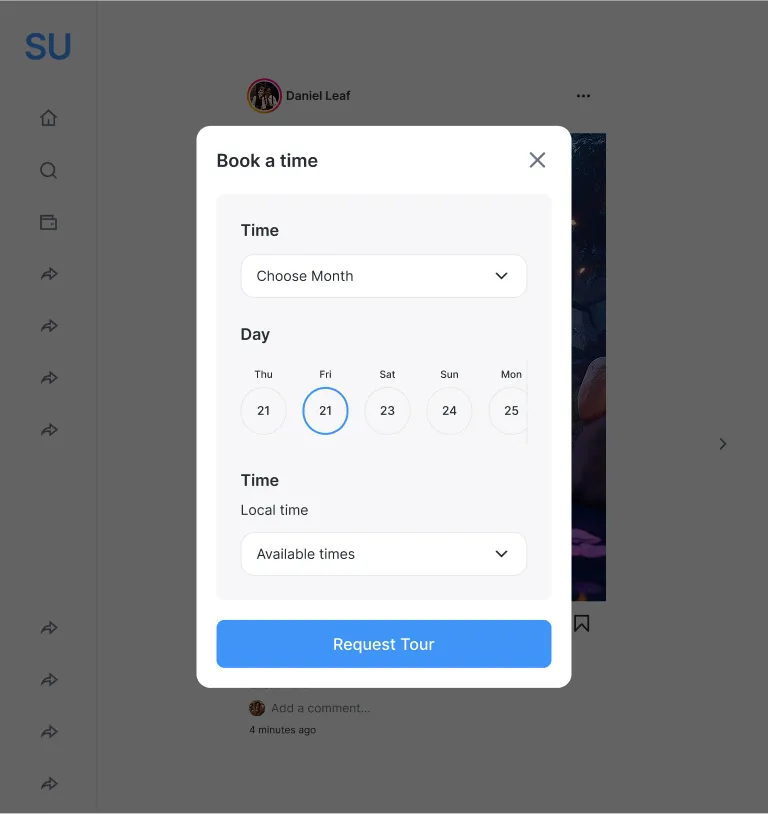 SU
Daniel Leaf
Book a time
Time
Choose Month
Day
Thu Fri Sat Sun Mon
21 21 23 24 25
Time
Local time
Available times
Request Tour
Add a comment...
4 minutes ago